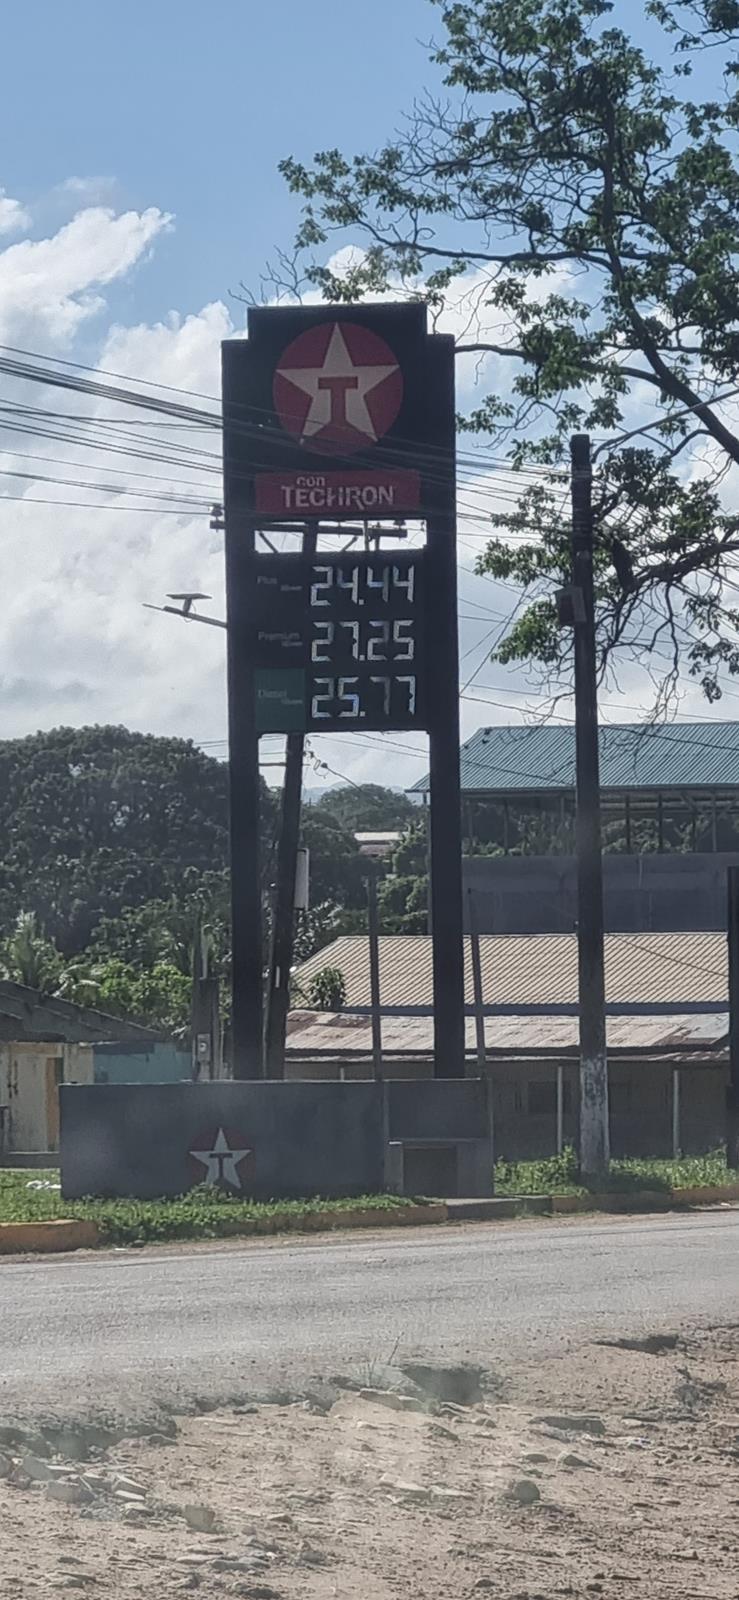 T
con
TECHRON
Plus 24.44
Premium 27.25
Diesel 25.77
T